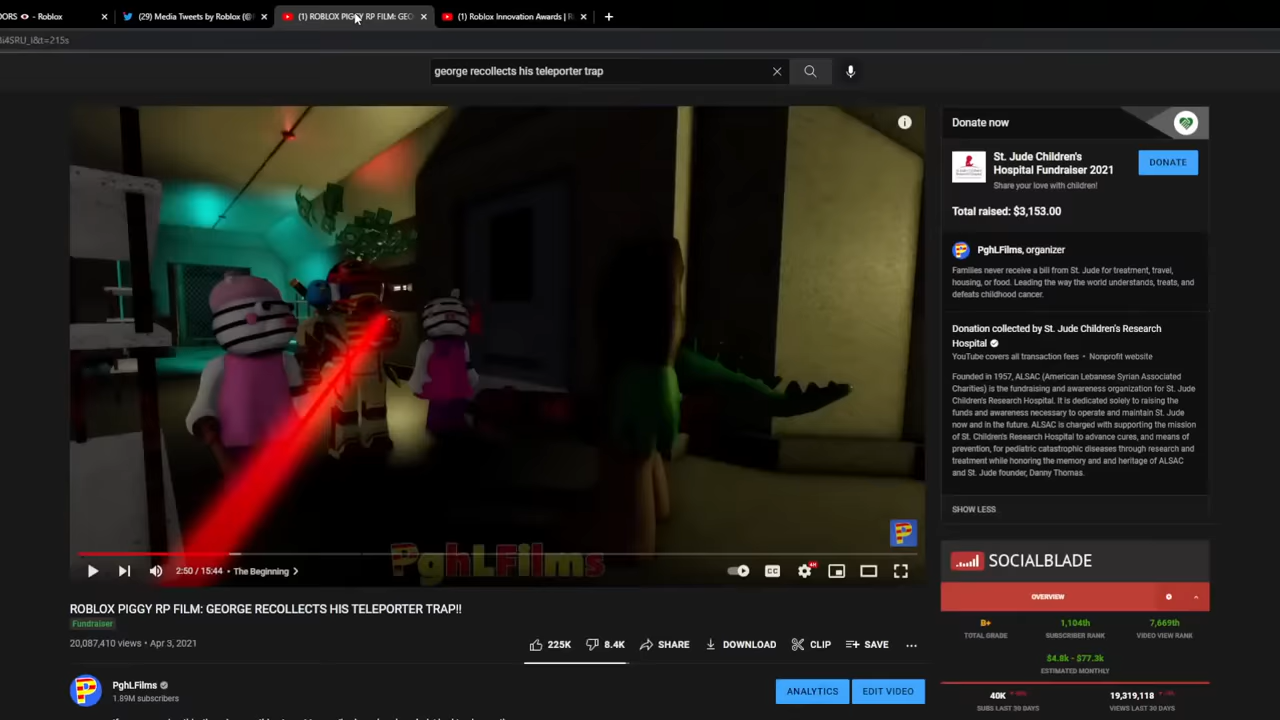 ORS - Roblox
(29) Media Tweets by Roblox (@
(1) ROBLOX PIGGY RP FILM: GEO
(1) Roblox Innovation Awards | R
i4SRU_I&t=215s
george recollects his teleporter trap
Donate now
St. Jude Children's
Hospital Fundraiser 2021
Share your love with children!
DONATE
Total raised: $3,153.00
PghLFilms, organizer
Families never receive a bill from St. Jude for treatment, travel,
housing, or food. Leading the way the world understands, treats, and
defeats childhood cancer.
Donation collected by St. Jude Children's Research
Hospital
YouTube covers all transaction fees • Nonprofit website
Founded in 1957, ALSAC (American Lebanese Syrian Associated
Charities) is the fundraising and awareness organization for St. Jude
Children's Research Hospital. It is dedicated solely to raising the
funds and awareness necessary to operate and maintain St. Jude
now and in the future. ALSAC is charged with supporting the mission
of St. Children's Research Hospital to advance cures, and means of
prevention, for pediatric catastrophic diseases through research and
treatment while honoring the memory and and heritage of ALSAC
and St. Jude founder, Danny Thomas.
SHOW LESS
PghLFilms
2:50 / 15:44 • The Beginning
CC
ROBLOX PIGGY RP FILM: GEORGE RECOLLECTS HIS TELEPORTER TRAP!!
Fundraiser
20,087,410 views • Apr 3, 2021
225K
8.4K
SHARE
DOWNLOAD
CLIP
SAVE
PghLFilms
1.89M subscribers
ANALYTICS
EDIT VIDEO
SOCIALBLADE
OVERVIEW
B+
TOTAL GRADE
1,104th
SUBSCRIBER RANK
7,669th
VIDEO VIEW RANK
$4.8k - $77.3k
ESTIMATED MONTHLY
40K
SUBS LAST 30 DAYS
19,319,118
VIEWS LAST 30 DAYS